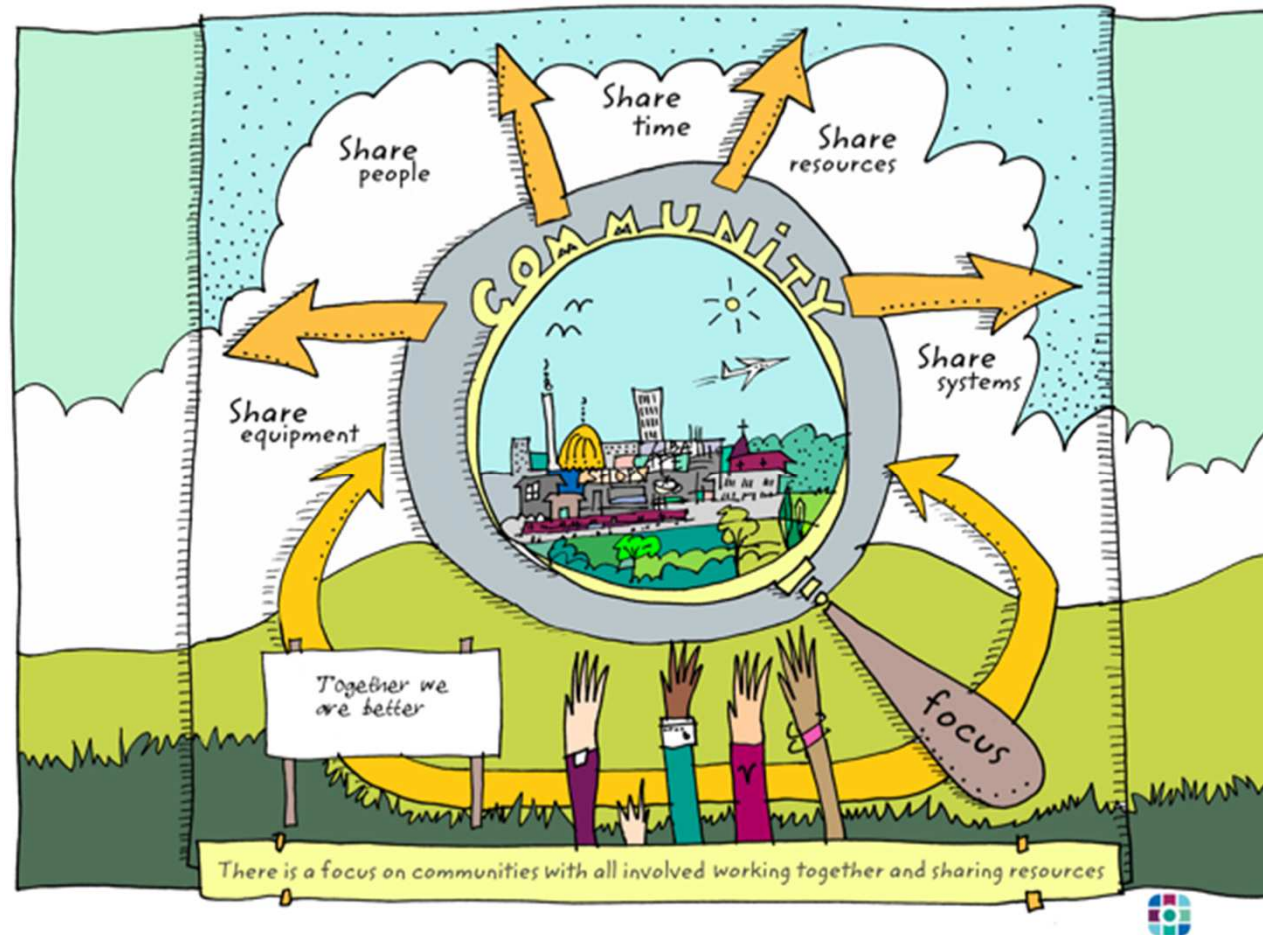 Share
time
Share
people
Share
resources
COMMUNiTY
Share
systems
Share
equipment
Together we
are better
focus
There is a focus on communities with all involved working together and sharing resources